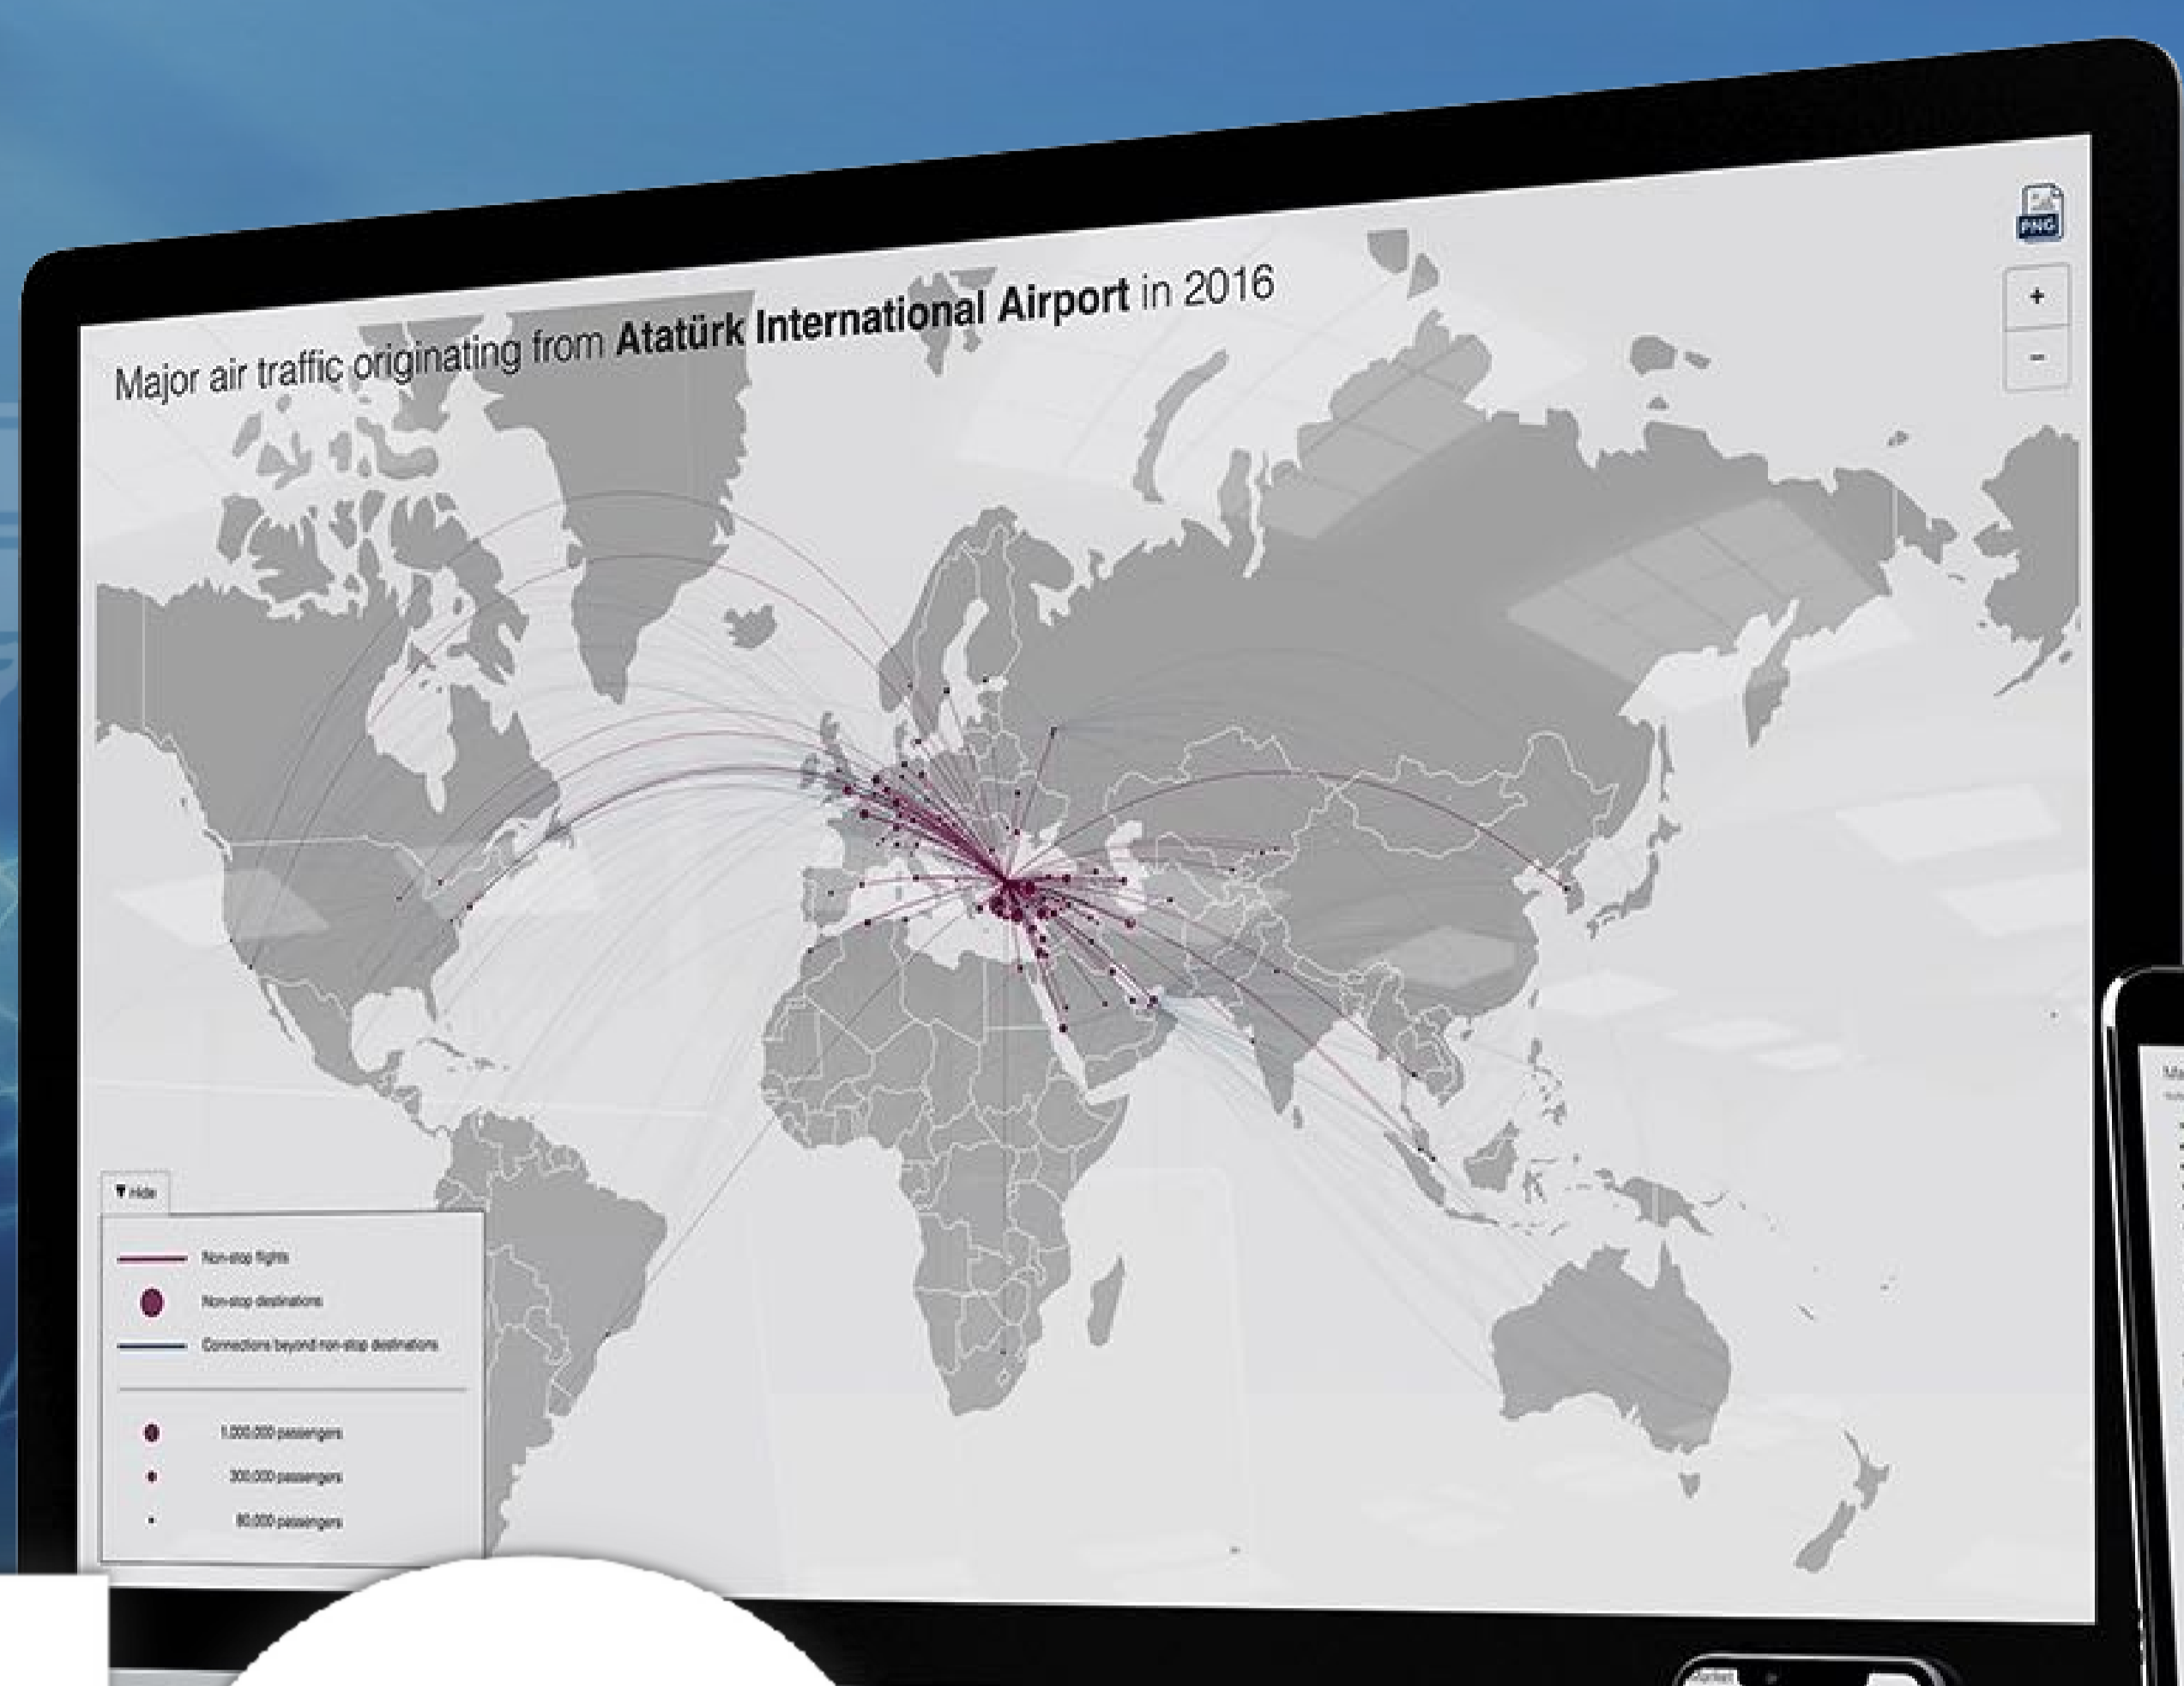 Major air traffic originating from Atatürk International Airport in 2016
PNG
+
−
▼ Hide
Non-stop flights
Non-stop destinations
Connections beyond non-stop destinations
1,000,000 passengers
300,000 passengers
80,000 passengers
Market